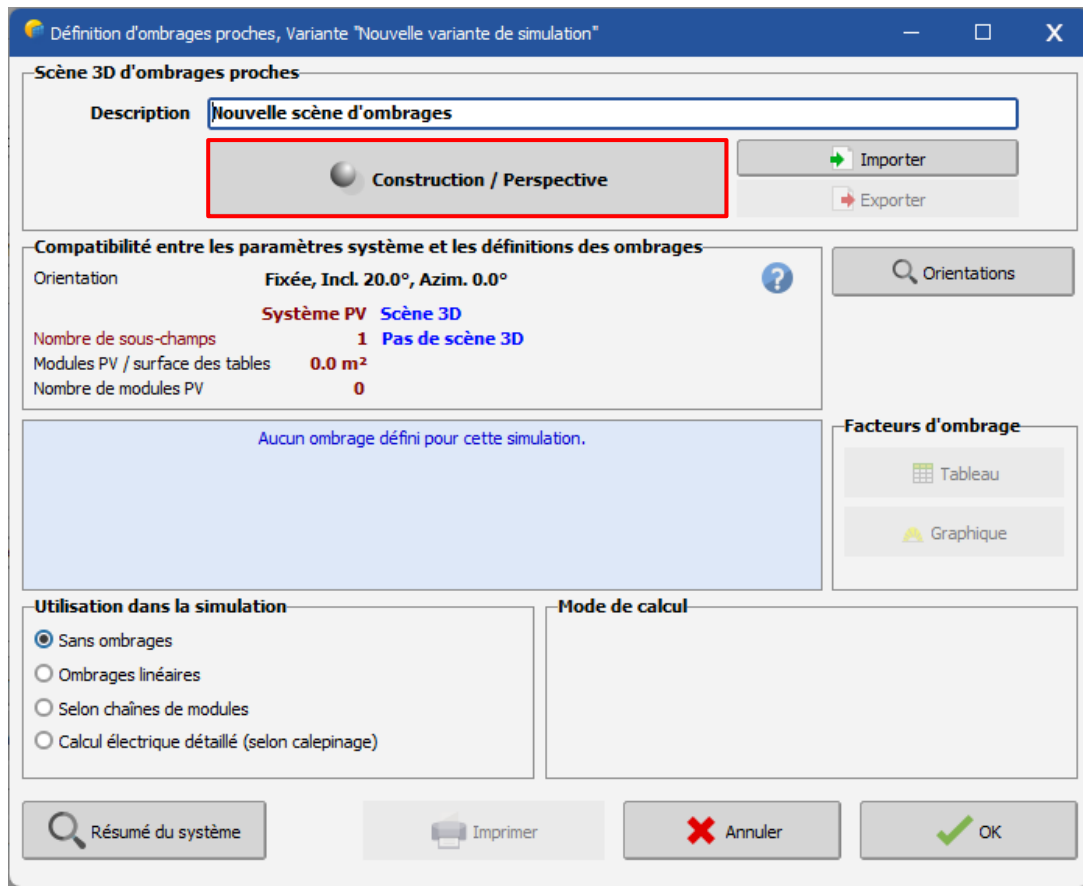 Définition d'ombrages proches, Variante "Nouvelle variante de simulation"
Scène 3D d'ombrages proches
Description Nouvelle scène d'ombrages
Construction / Perspective
Importer
Exporter
Compatibilité entre les paramètres système et les définitions des ombrages
Orientation Fixée, Incl. 20.0°, Azim. 0.0°
Orientations
Système PV Scène 3D
Nombre de sous-champs 1 Pas de scène 3D
Modules PV / surface des tables 0.0 m²
Nombre de modules PV 0
Aucun ombrage défini pour cette simulation.
Facteurs d'ombrage
Tableau
Graphique
Utilisation dans la simulation
Sans ombrages
Ombrages linéaires
Selon chaînes de modules
Calcul électrique détaillé (selon calepinage)
Mode de calcul
Résumé du système
Imprimer
Annuler
OK